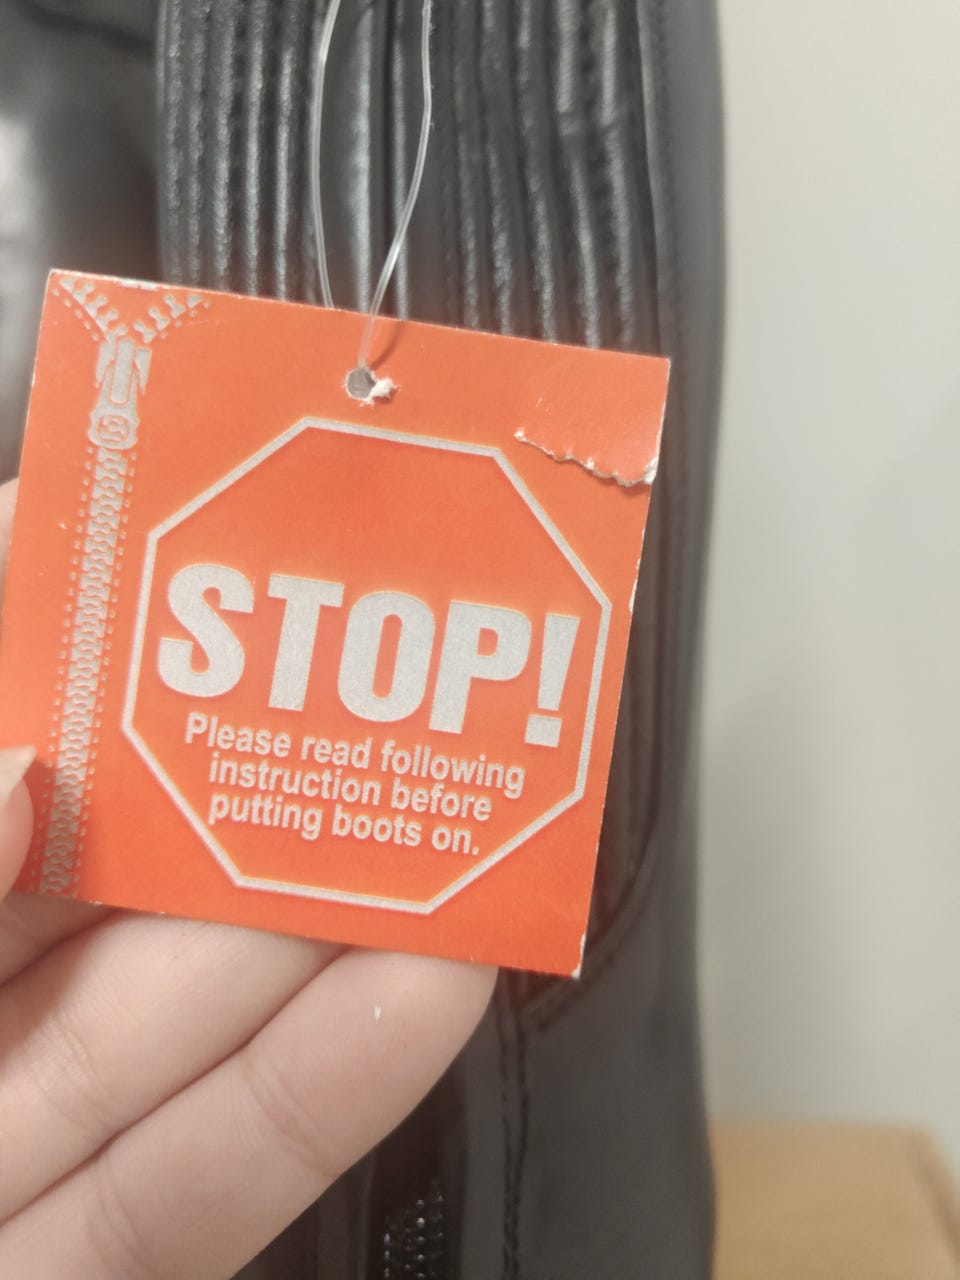 STOP!
Please read following
instruction before
putting boots on.